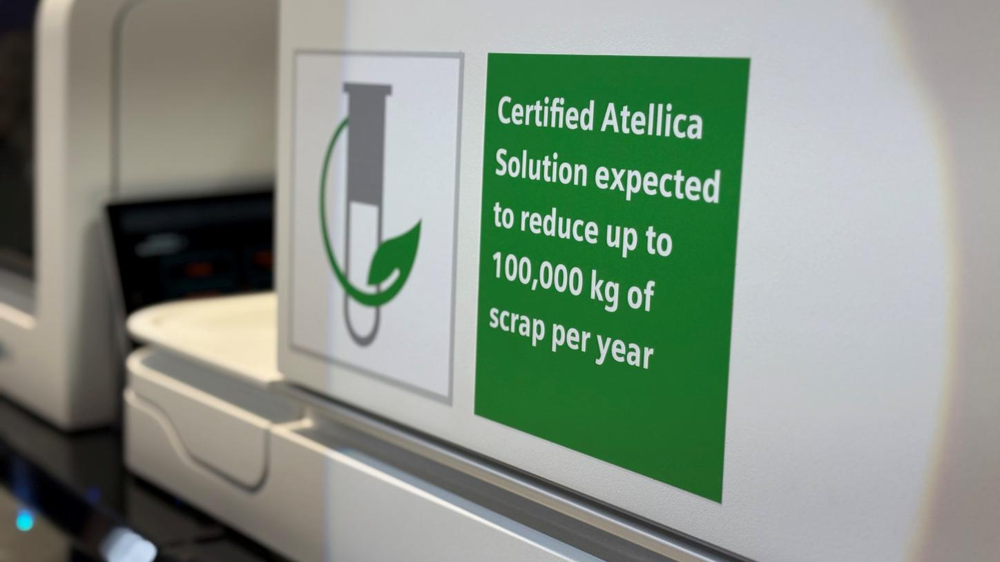 Certified Atellica
Solution expected
to reduce up to
100,000 kg of
scrap per year